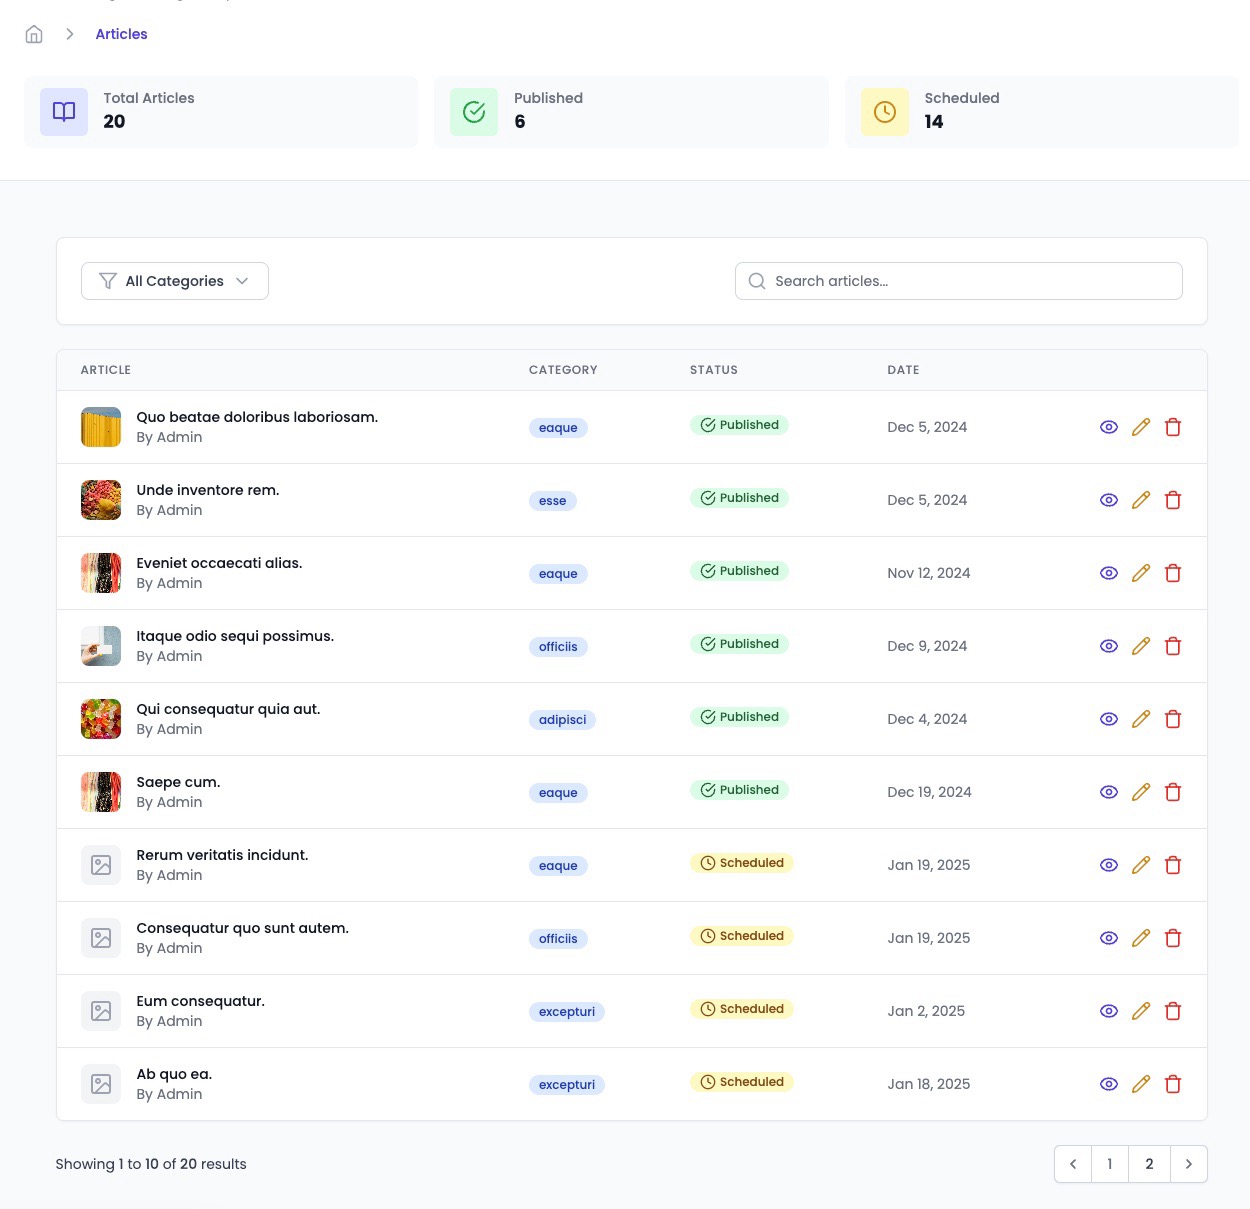 Articles
Total Articles
20
Published
6
Scheduled
14
All Categories
Search articles...
ARTICLE CATEGORY STATUS DATE
Quo beatae doloribus laboriosam.
By Admin
eaque
Published
Dec 5, 2024
Unde inventore rem.
By Admin
esse
Published
Dec 5, 2024
Eveniet occaecati alias.
By Admin
eaque
Published
Nov 12, 2024
Itaque odio sequi possimus.
By Admin
officiis
Published
Dec 9, 2024
Qui consequatur quia aut.
By Admin
adipisci
Published
Dec 4, 2024
Saepe cum.
By Admin
eaque
Published
Dec 19, 2024
Rerum veritatis incidunt.
By Admin
eaque
Scheduled
Jan 19, 2025
Consequatur quo sunt autem.
By Admin
officiis
Scheduled
Jan 19, 2025
Eum consequatur.
By Admin
excepturi
Scheduled
Jan 2, 2025
Ab quo ea.
By Admin
excepturi
Scheduled
Jan 18, 2025
Showing 1 to 10 of 20 results
1 2